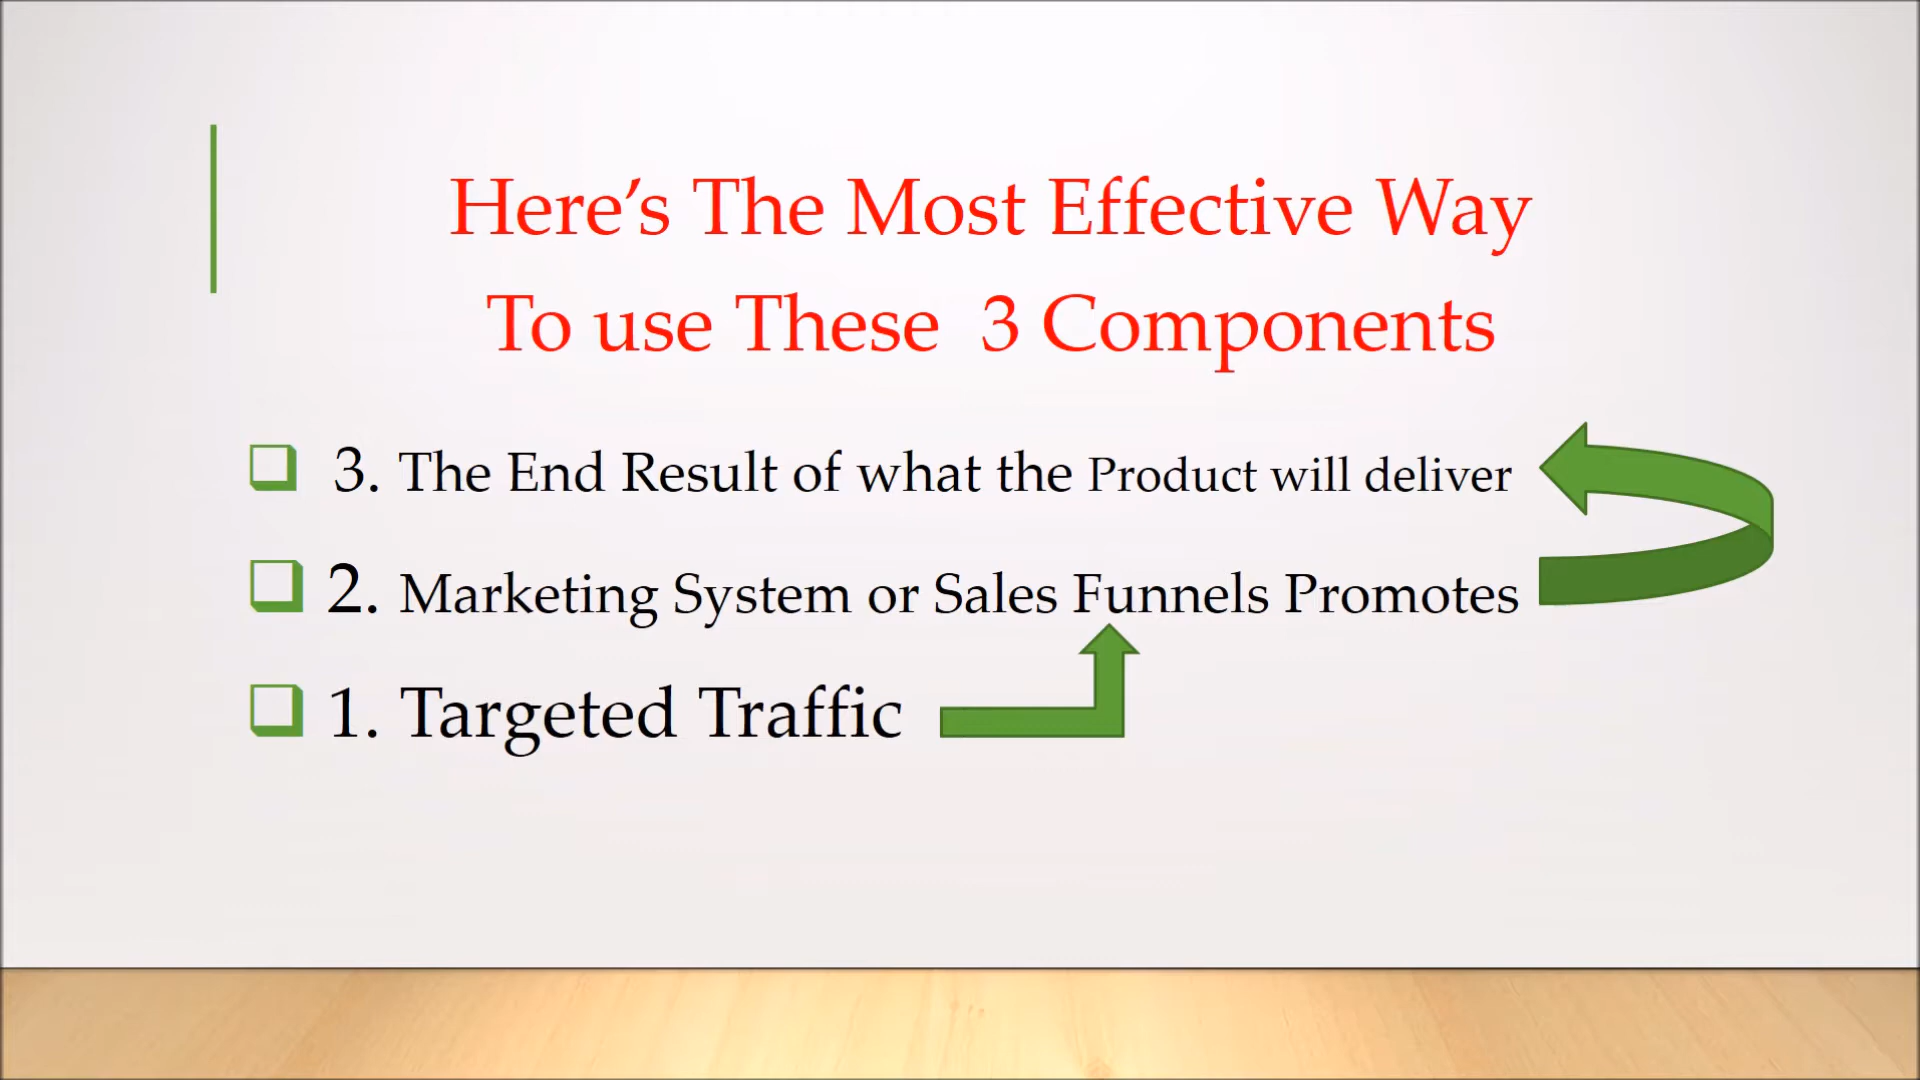 Here’s The Most Effective Way
To use These  3 Components
3. The End Result of what the Product will deliver
2. Marketing System or Sales Funnels Promotes
1. Targeted Traffic